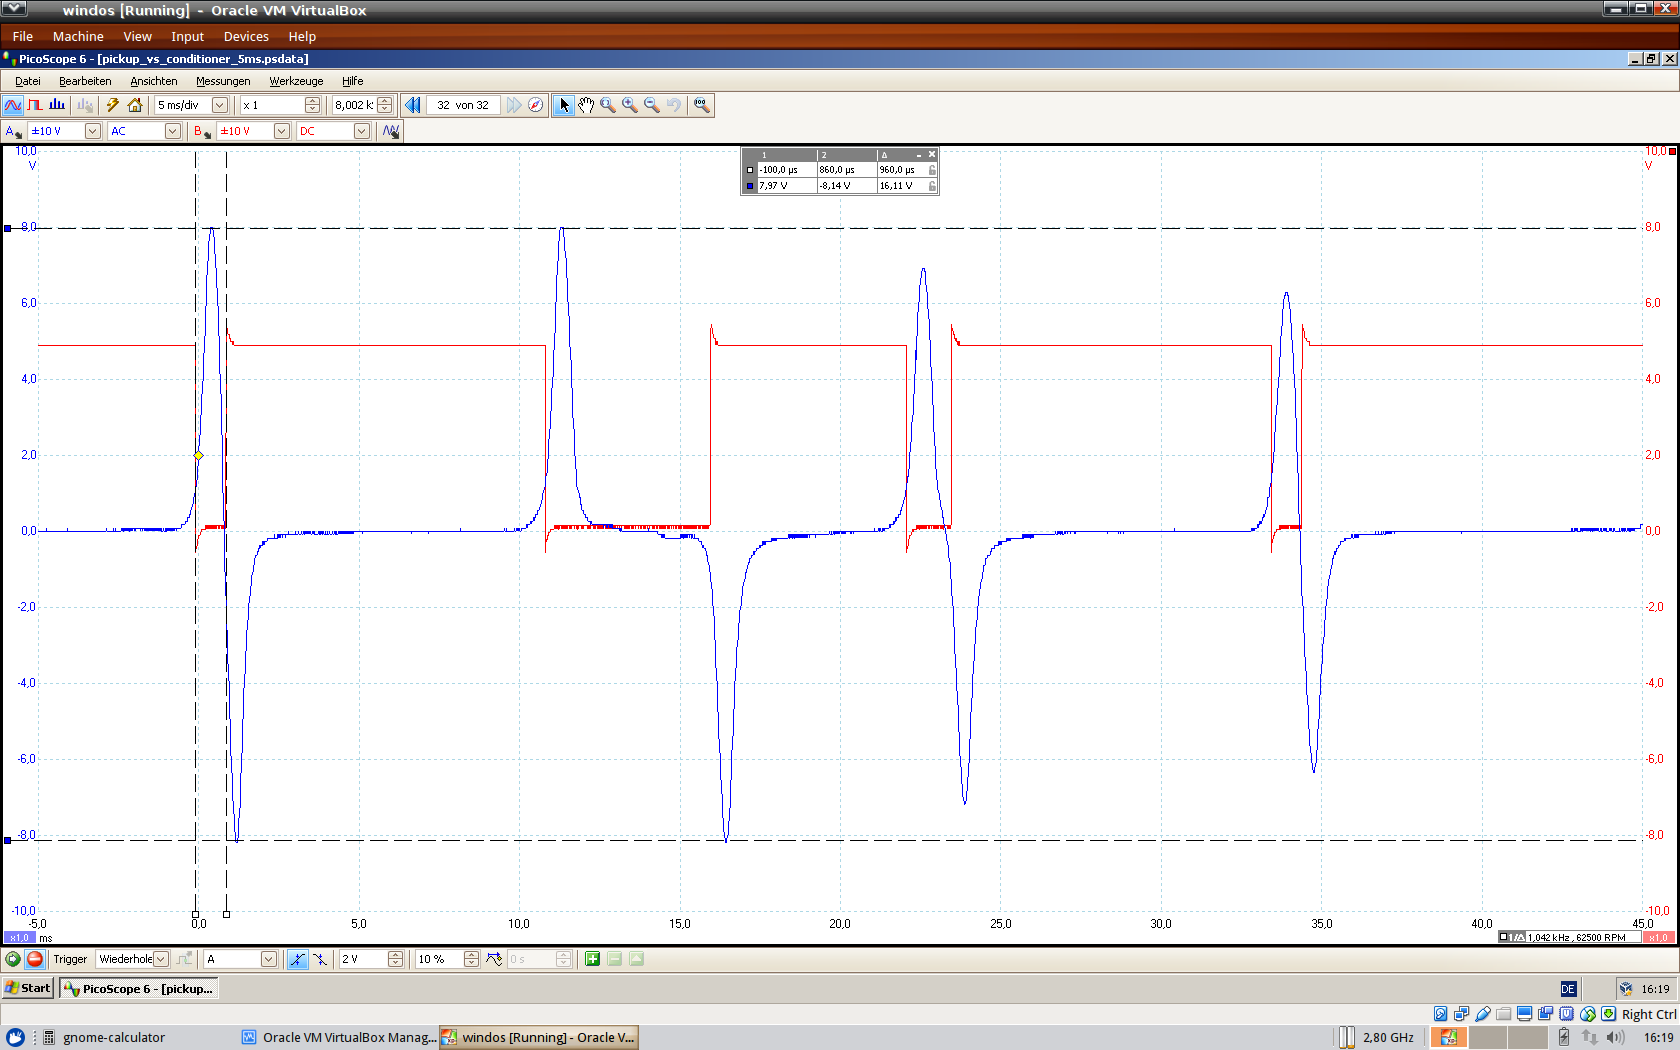 windos [Running] - Oracle VM VirtualBox
File Machine View Input Devices Help
PicoScope 6 - [pickup_vs_conditioner_5ms.psdata]
Datei Bearbeiten Ansichten Messungen Werkzeuge Hilfe
5 ms/div x 1 8,002 k: 32 von 32
A ±10 V AC B ±10 V DC
10,0 10,0
V V
1 2 Δ
-100,0 µs 860,0 µs 960,0 µs
7,97 V -8,14 V 16,11 V
8,0 8,0
6,0 6,0
4,0 4,0
2,0 2,0
0,0 0,0
-2,0 -2,0
-4,0 -4,0
-6,0 -6,0
-8,0 -8,0
-10,0 -10,0
-5,0 0,0 5,0 10,0 15,0 20,0 25,0 30,0 35,0 40,0 45,0
x1,0 ms 1/Δ 1,042 kHz , 62500 RPM x1,0
Trigger Wiederhole A 2 V 10 % 0 s
Start PicoScope 6 - [pickup... DE 16:19
Right Ctrl
gnome-calculator Oracle VM VirtualBox Manag... windos [Running] - Oracle V... 2,80 GHz 16:19